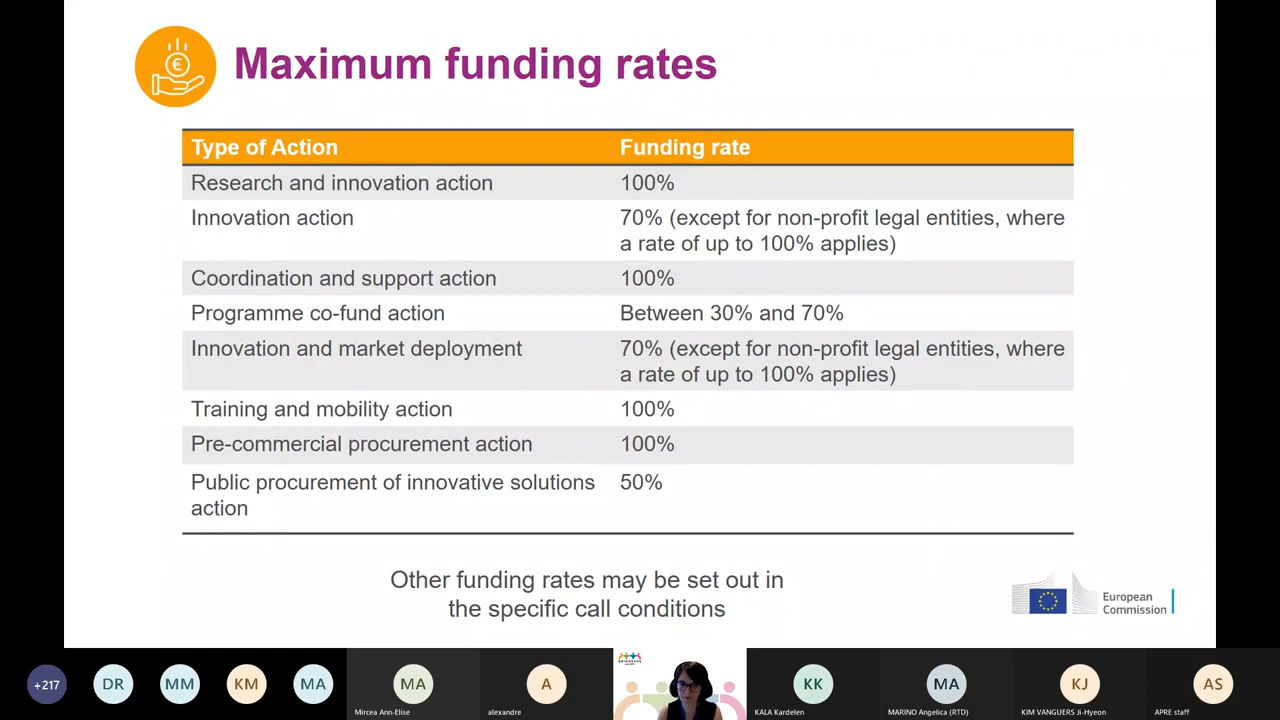 Maximum funding rates
Type of Action Funding rate
Research and innovation action 100%
Innovation action 70% (except for non-profit legal entities, where
a rate of up to 100% applies)
Coordination and support action 100%
Programme co-fund action Between 30% and 70%
Innovation and market deployment 70% (except for non-profit legal entities, where
a rate of up to 100% applies)
Training and mobility action 100%
Pre-commercial procurement action 100%
Public procurement of innovative solutions 50%
action
Other funding rates may be set out in
the specific call conditions
European
Commission
+217 DR MM KM MA MA A KK MA KJ AS
Mircea Ann-Elise alexandre KALA Kardelen MARINO Angelica (RTD) KIM VANGUERS Ji-Hyeon APRE staff